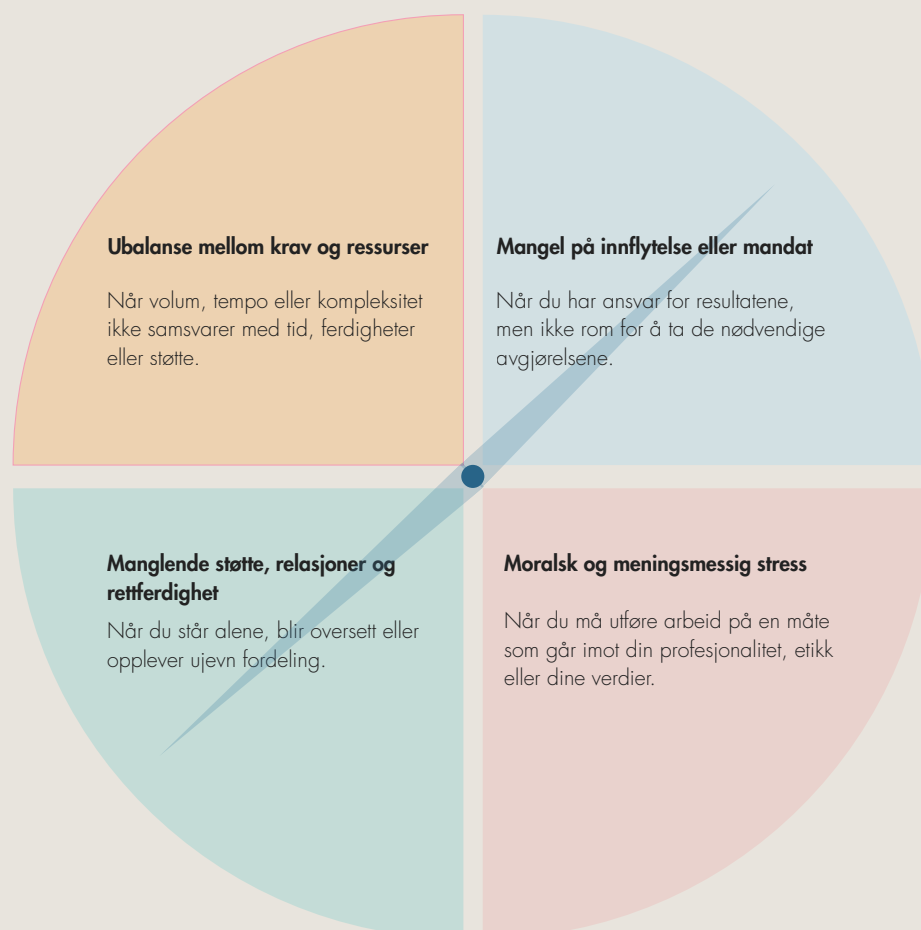 Ubalanse mellom krav og ressurser
Når volum, tempo eller kompleksitet
ikke samsvarer med tid, ferdigheter
eller støtte.
Mangel på innflytelse eller mandat
Når du har ansvar for resultatene,
men ikke rom for å ta de nødvendige
avgjørelsene.
Manglende støtte, relasjoner og
rettferdighet
Når du står alene, blir oversett eller
opplever ujevn fordeling.
Moralsk og meningsmessig stress
Når du må utføre arbeid på en måte
som går imot din profesjonalitet, etikk
eller dine verdier.